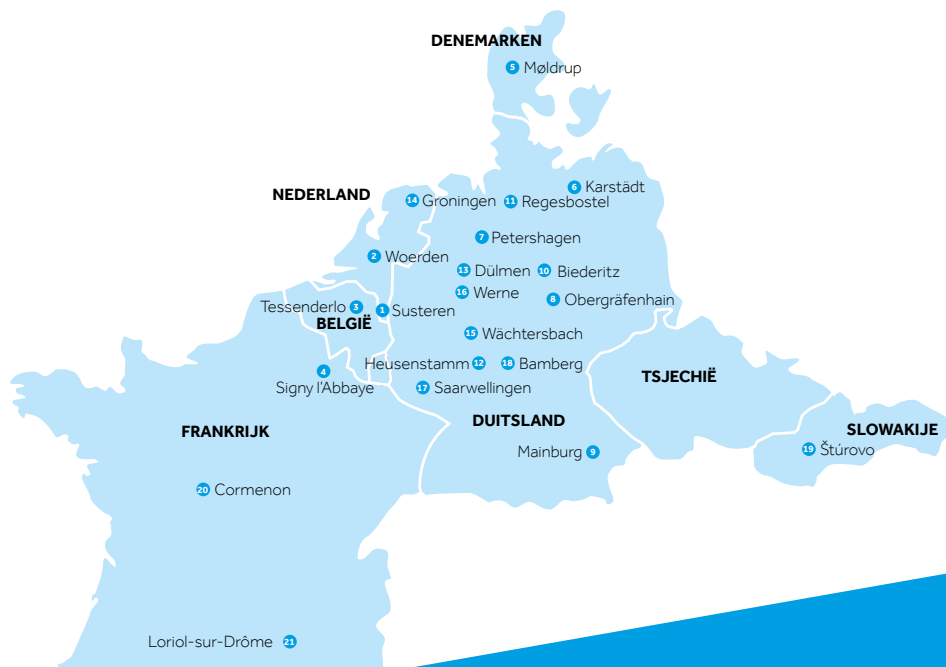 DENEMARKEN
5 Møldrup
6 Karstädt
NEDERLAND
14 Groningen
11 Regesbostel
7 Petershagen
2 Woerden
13 Dülmen
10 Biederitz
16 Werne
8 Obergräfenhain
Tessenderlo 3
1 Susteren
BELGIË
15 Wächtersbach
Heusenstamm 12
18 Bamberg
4
Signy l'Abbaye
17 Saarwellingen
TSJECHIË
FRANKRIJK
DUITSLAND
SLOWAKIJE
Mainburg 9
19 Štúrovo
20 Cormenon
Loriol-sur-Drôme 21